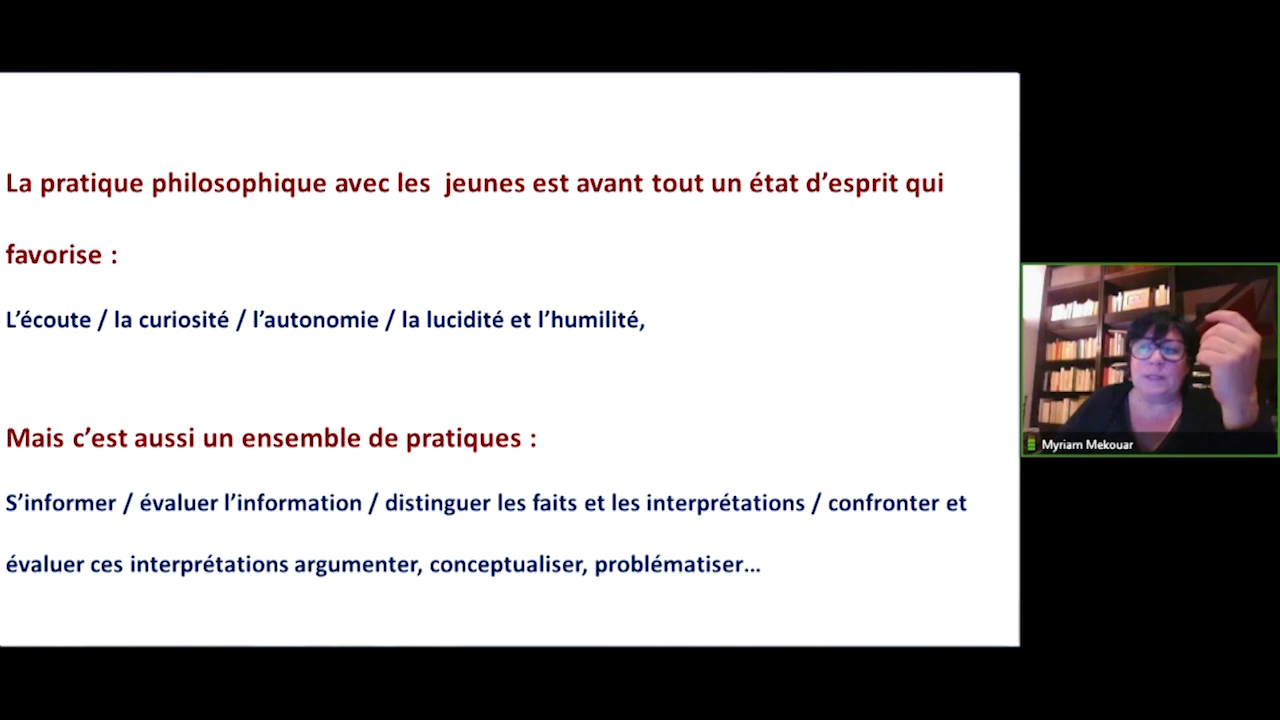 La pratique philosophique avec les  jeunes est avant tout un état d’esprit qui
favorise :
L’écoute / la curiosité / l’autonomie / la lucidité et l’humilité,
Mais c’est aussi un ensemble de pratiques :
S’informer / évaluer l’information / distinguer les faits et les interprétations / confronter et
évaluer ces interprétations argumenter, conceptualiser, problématiser…
Myriam Mekouar